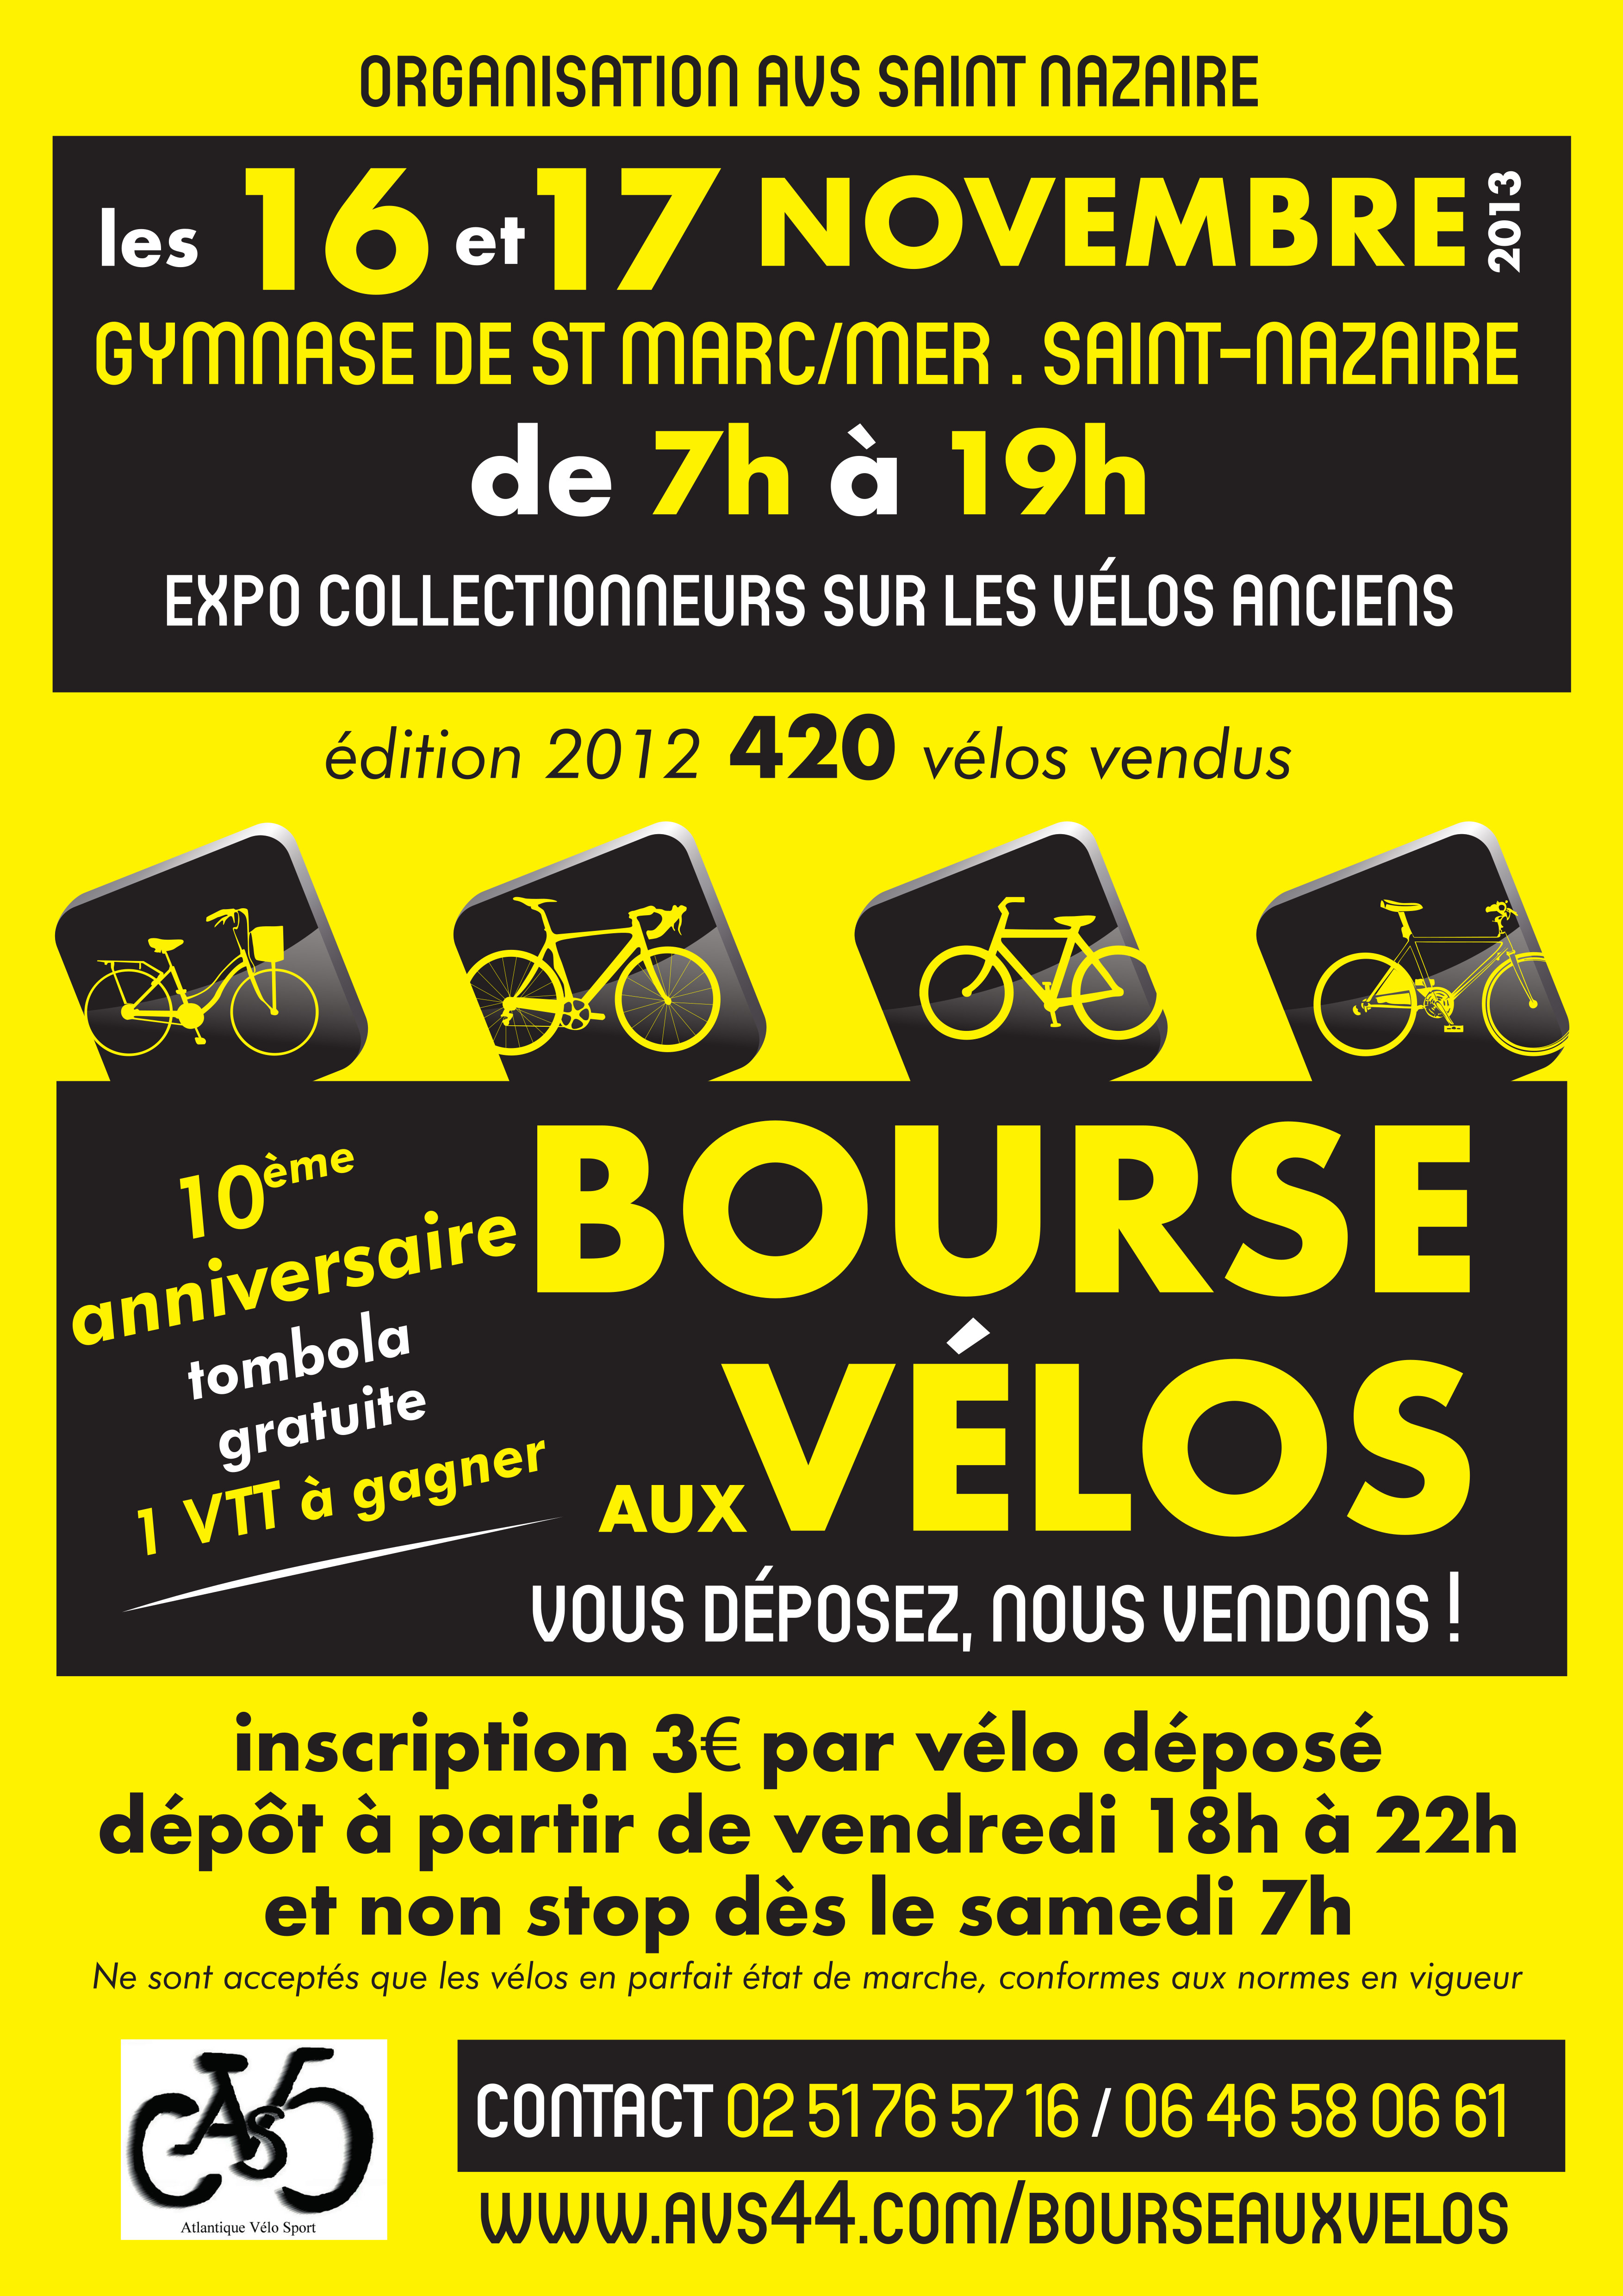 ORGANISATION AVS SAINT NAZAIRE
les 16 et 17 NOVEMBRE 2013
GYMNASE DE ST MARC/MER . SAINT-NAZAIRE
de 7h à 19h
EXPO COLLECTIONNEURS SUR LES VÉLOS ANCIENS
édition 2012 420 vélos vendus
10ème
anniversaire
tombola
gratuite
1 VTT à gagner
BOURSE
AUX VÉLOS
VOUS DÉPOSEZ, NOUS VENDONS !
inscription 3€ par vélo déposé
dépôt à partir de vendredi 18h à 22h
et non stop dès le samedi 7h
Ne sont acceptés que les vélos en parfait état de marche, conformes aux normes en vigueur
AVS
Atlantique Vélo Sport
CONTACT 02 51 76 57 16 / 06 46 58 06 61
WWW.AVS44.COM/BOURSEAUXVELOS